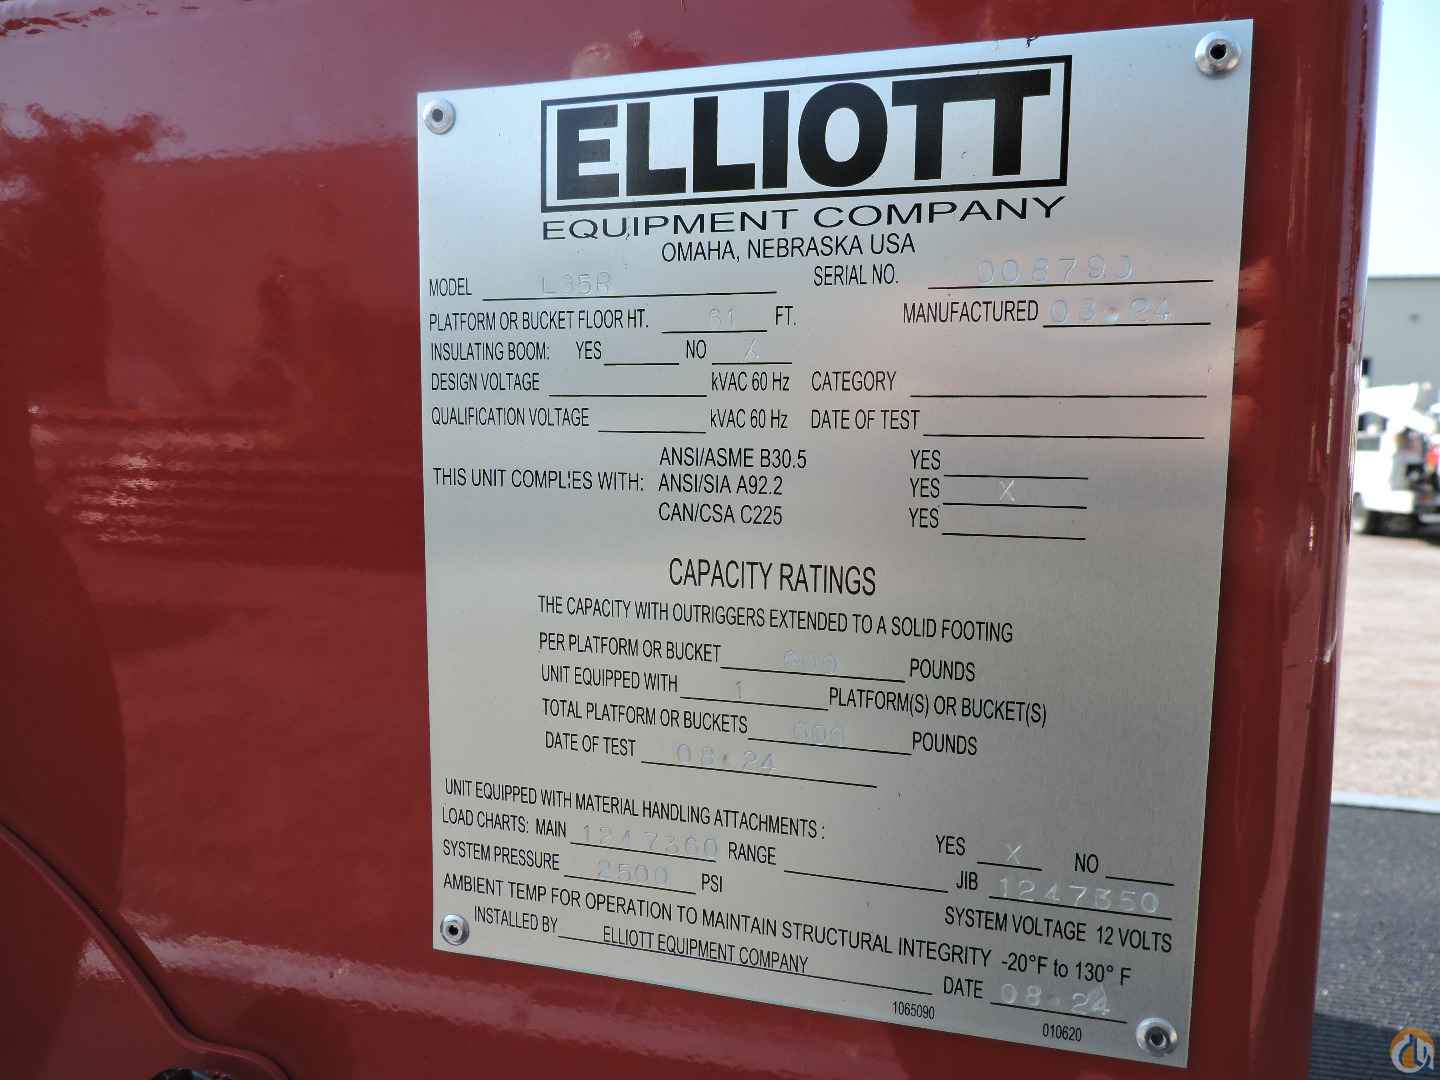 ELLIOTT
EQUIPMENT COMPANY
OMAHA, NEBRASKA USA
MODEL SERIAL NO.
PLATFORM OR BUCKET FLOOR HT. 61 FT. MANUFACTURED 03.24
INSULATING BOOM: YES NO X
DESIGN VOLTAGE kVAC 60 Hz CATEGORY
QUALIFICATION VOLTAGE kVAC 60 Hz DATE OF TEST
ANSI/ASME B30.5 YES
THIS UNIT COMPLIES WITH: ANSI/SIA A92.2 YES X
CAN/CSA C225 YES
CAPACITY RATINGS
THE CAPACITY WITH OUTRIGGERS EXTENDED TO A SOLID FOOTING
PER PLATFORM OR BUCKET POUNDS
UNIT EQUIPPED WITH 1 PLATFORM(S) OR BUCKET(S)
TOTAL PLATFORM OR BUCKETS 600 POUNDS
DATE OF TEST 08.24
UNIT EQUIPPED WITH MATERIAL HANDLING ATTACHMENTS : YES X NO
LOAD CHARTS: MAIN 1247360 RANGE JIB 1247350
SYSTEM PRESSURE 2500 PSI SYSTEM VOLTAGE 12 VOLTS
AMBIENT TEMP FOR OPERATION TO MAINTAIN STRUCTURAL INTEGRITY -20°F to 130° F
INSTALLED BY ELLIOTT EQUIPMENT COMPANY DATE 08.24
1065090 010620